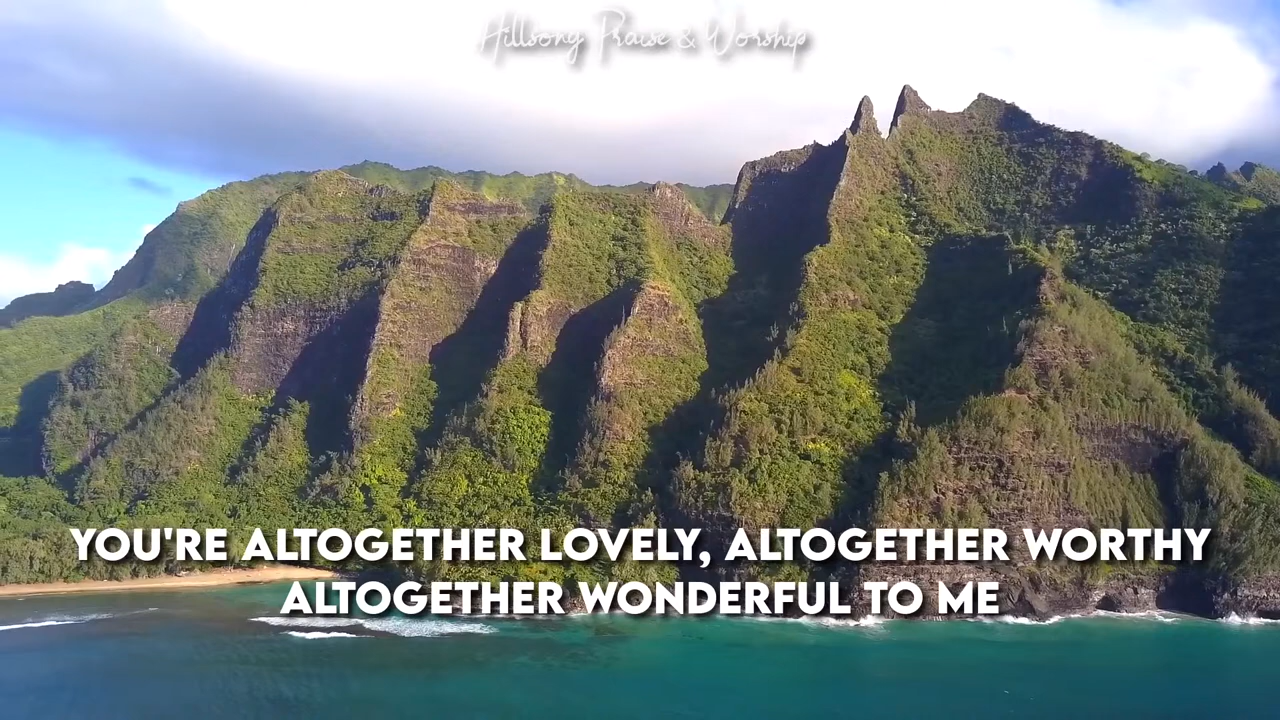 Hillsong Praise & Worship
YOU'RE ALTOGETHER LOVELY, ALTOGETHER WORTHY
ALTOGETHER WONDERFUL TO ME